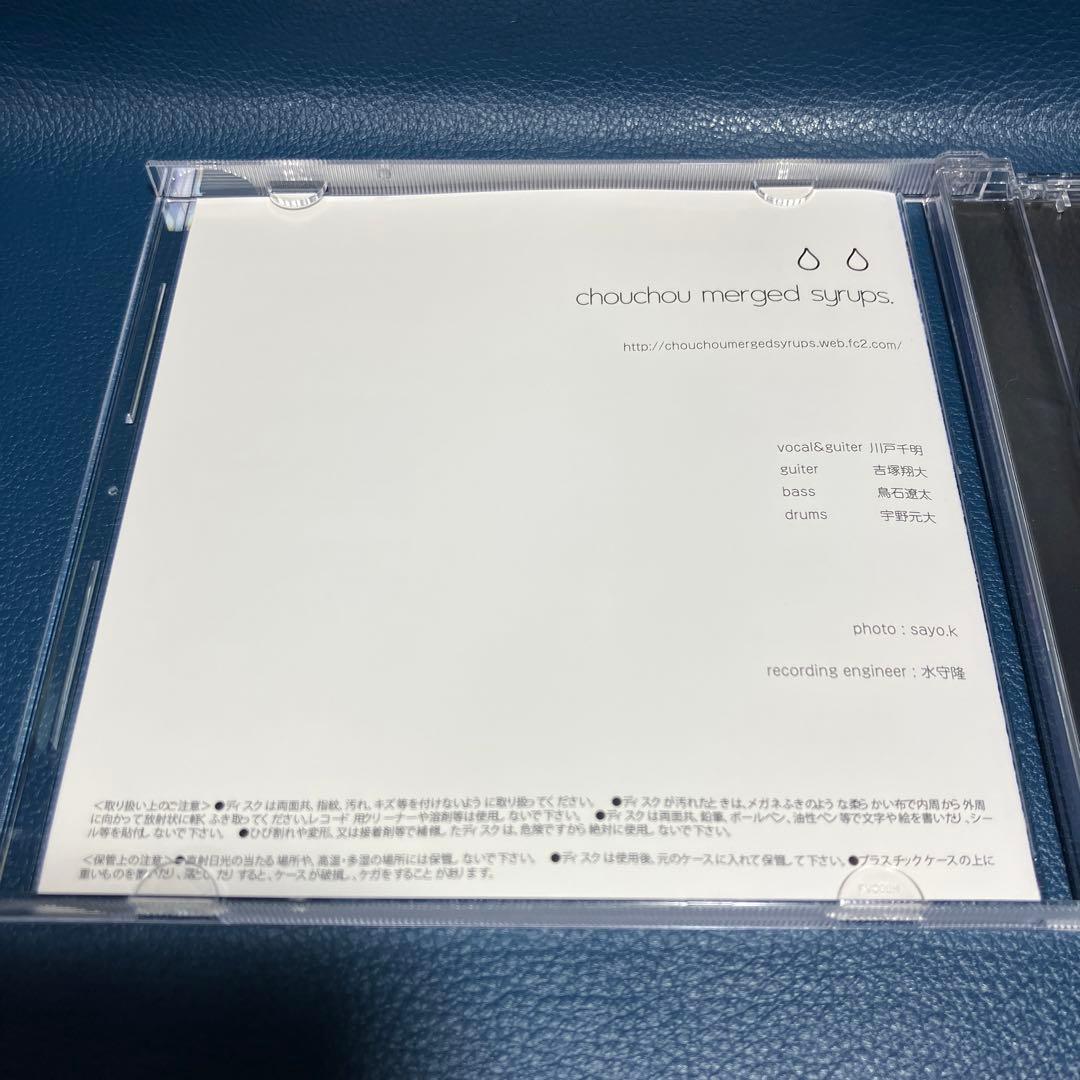 chouchou merged syrups.
http://chouchoumergedsyrups.web.fc2.com/
vocal&guiter 川戸千明
guiter 吉塚翔大
bass 鳥石遼太
drums 宇野元大
photo : sayo.k
recording engineer : 水守隆
<取り扱い上のご注意> ●ディスクは両面共、指紋、汚れ、キズ等を付けないように取り扱ってください。 ●ディスクが汚れたときは、メガネふきのような柔らかい布で内周から外周
に向かって放射状に軽くふき取ってください。レコード用クリーナーや溶剤等は使用しないで下さい。 ●ディスクは両面共、鉛筆、ボールペン、油性ペン等で文字や絵を書いたり、シー
ル等を貼付しないで下さい。 ●ひび割れや変形、又は接着剤等で補修したディスクは、危険ですから絶対に使用しないで下さい。
<保管上の注意> ●直射日光の当たる場所や、高温・多湿の場所には保管しないで下さい。 ●ディスクは使用後、元のケースに入れて保管して下さい。 ●プラスチックケースの上に
重いものを置いたり、落としたりすると、ケースが破損し、ケガをすることがあります。